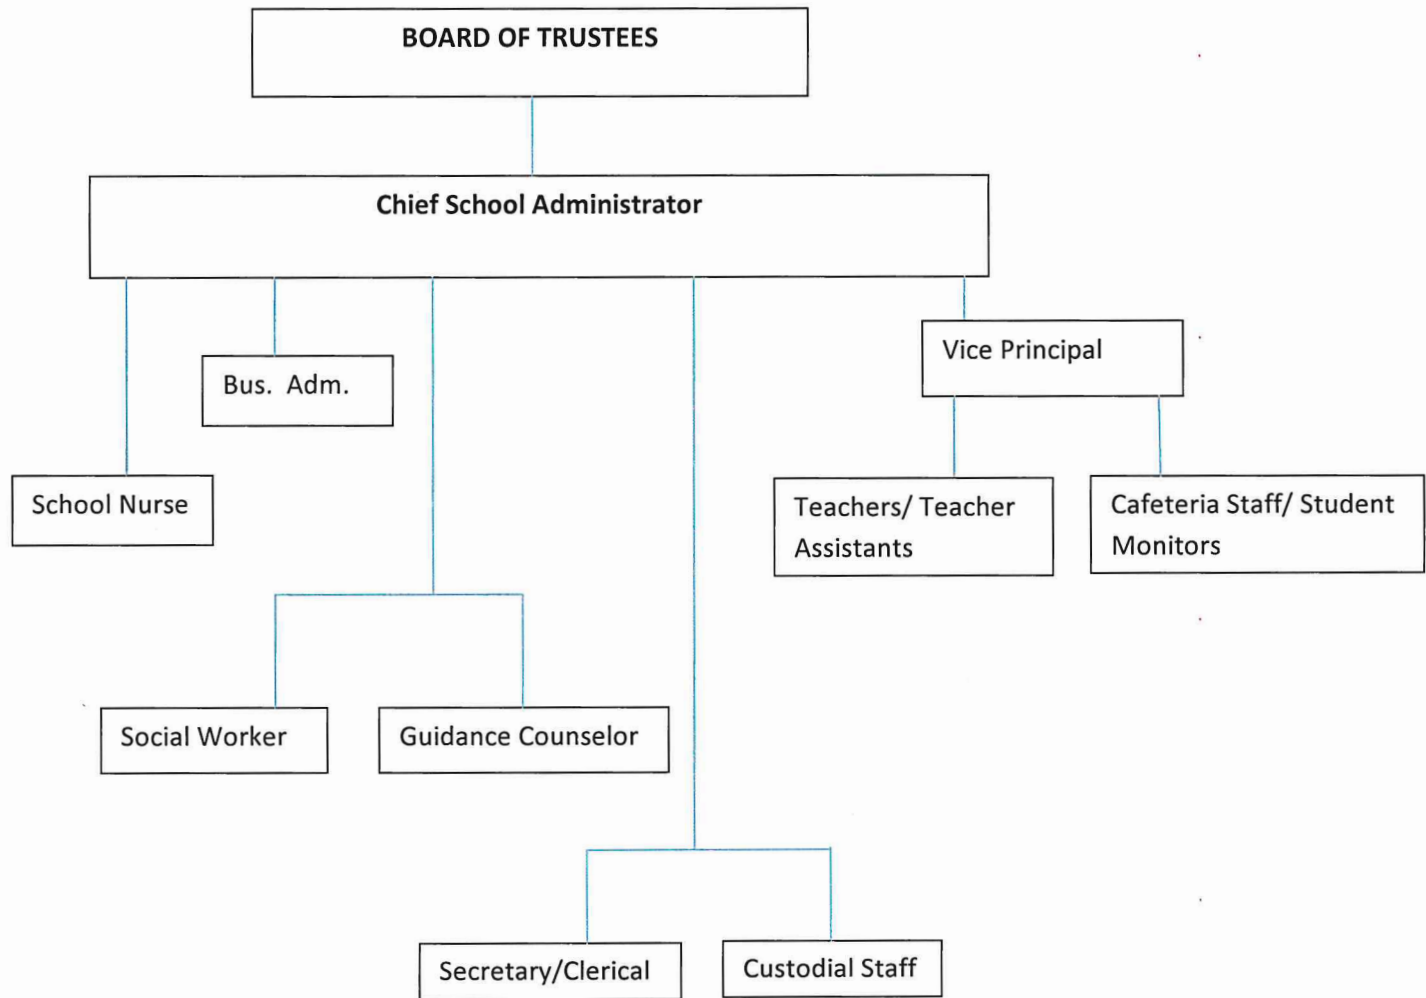 BOARD OF TRUSTEES
Chief School Administrator
Vice Principal
Bus. Adm.
School Nurse
Teachers/ Teacher
Assistants
Cafeteria Staff/ Student
Monitors
Social Worker
Guidance Counselor
Secretary/Clerical
Custodial Staff